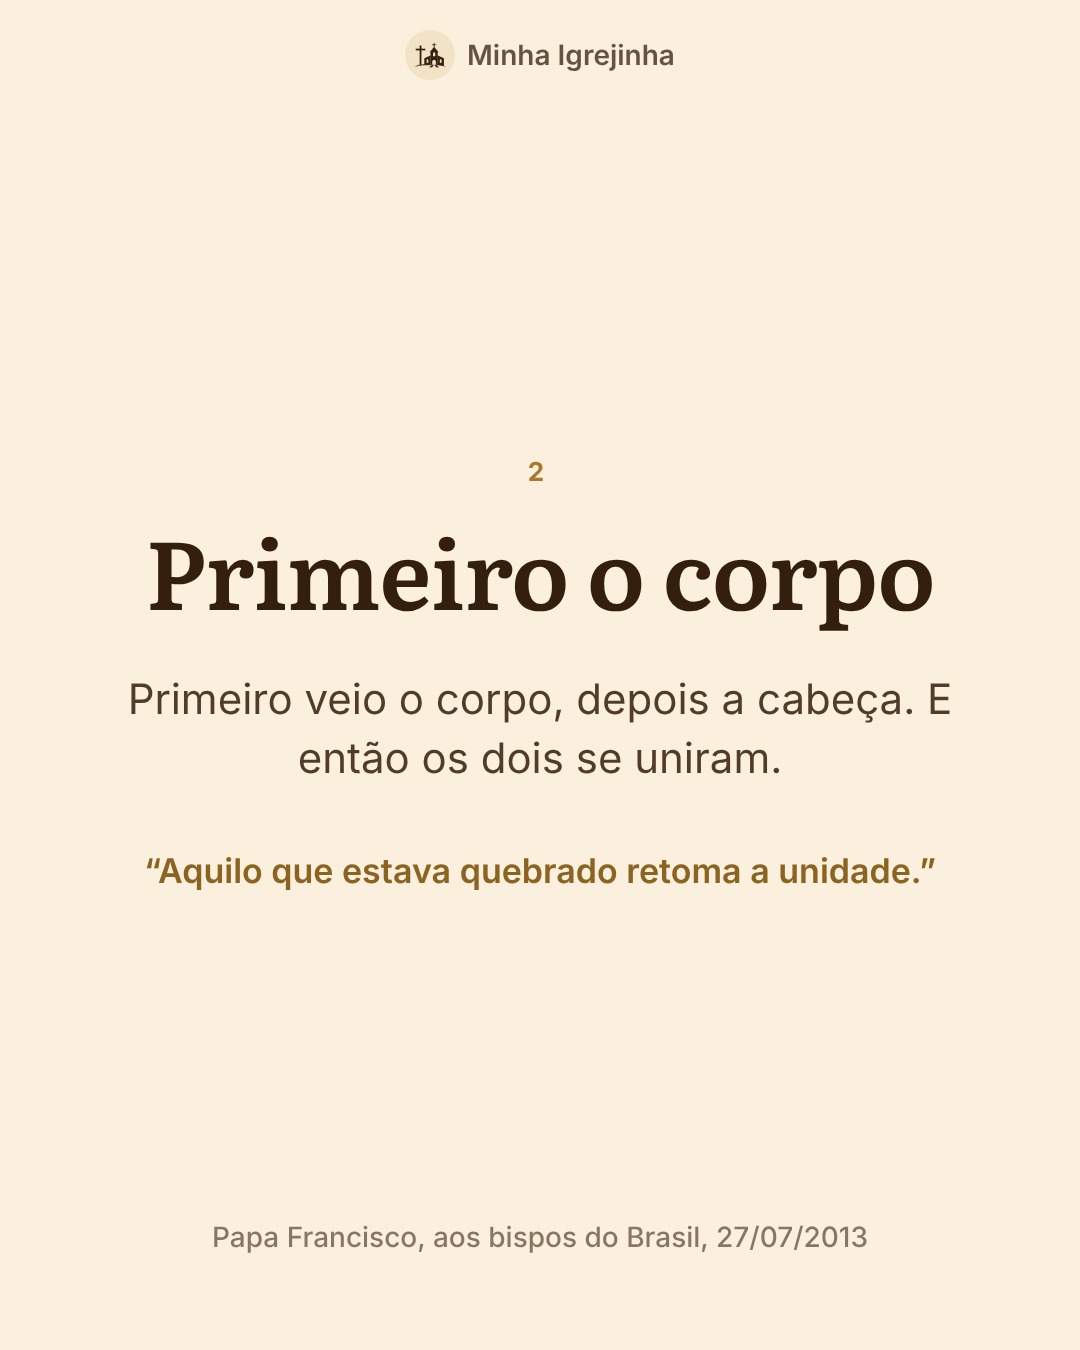 Minha Igrejinha
2
Primeiro o corpo
Primeiro veio o corpo, depois a cabeça. E
então os dois se uniram.
“Aquilo que estava quebrado retoma a unidade.”
Papa Francisco, aos bispos do Brasil, 27/07/2013